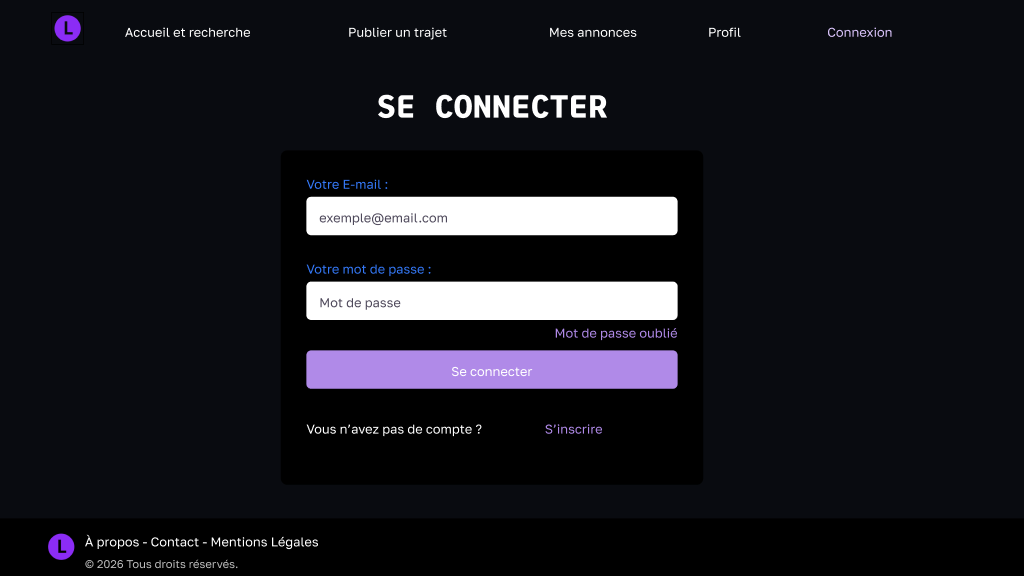 L
Accueil et recherche Publier un trajet Mes annonces Profil Connexion
SE CONNECTER
Votre E-mail :
exemple@email.com
Votre mot de passe :
Mot de passe
Mot de passe oublié
Se connecter
Vous n’avez pas de compte ? S’inscrire
L
À propos - Contact - Mentions Légales
© 2026 Tous droits réservés.